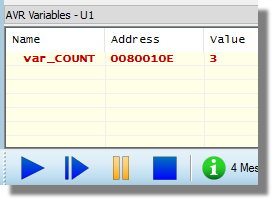 AVR Variables - U1
Name Address Value
var_COUNT 0080010E 3
4 Mes